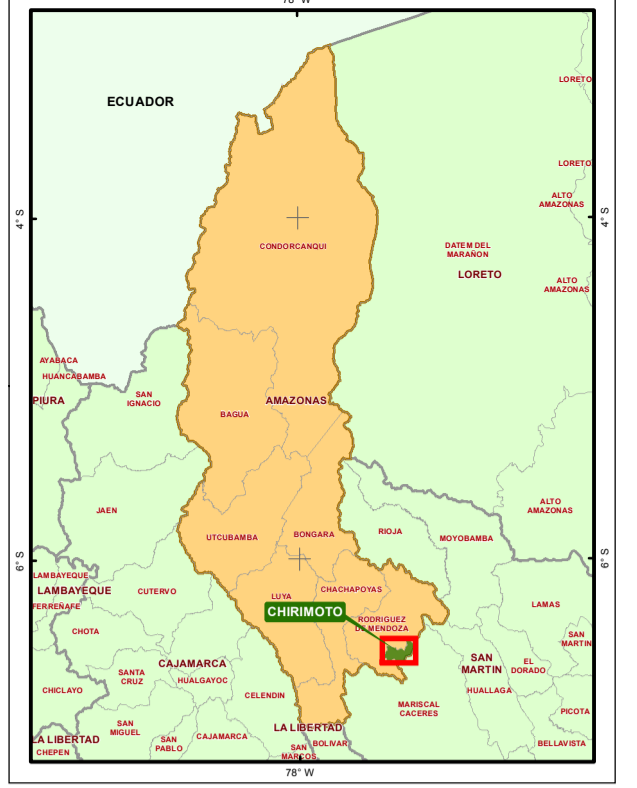 78° W
ECUADOR
LORETO
LORETO
ALTO
AMAZONAS
4° S
4° S
CONDORCANQUI
DATEM DEL
MARAÑON
LORETO
ALTO
AMAZONAS
AYABACA
HUANCABAMBA
PIURA
SAN
IGNACIO
AMAZONAS
BAGUA
JAEN
ALTO
AMAZONAS
UTCUBAMBA
BONGARA
RIOJA
MOYOBAMBA
6° S
6° S
LAMBAYEQUE
LAMBAYEQUE
FERREÑAFE
CUTERVO
LUYA
CHACHAPOYAS
LAMAS
CHIRIMOTO
RODRIGUEZ
DE MENDOZA
CHOTA
SAN
MARTIN
CAJAMARCA
SANTA
CRUZ
HUALGAYOC
SAN
MARTIN
EL
DORADO
CHICLAYO
CELENDIN
HUALLAGA
MARISCAL
CACERES
PICOTA
SAN
MIGUEL
LA LIBERTAD
LA LIBERTAD
CHEPEN
SAN
PABLO
CAJAMARCA
SAN
MARCOS
BOLIVAR
BELLAVISTA
78° W